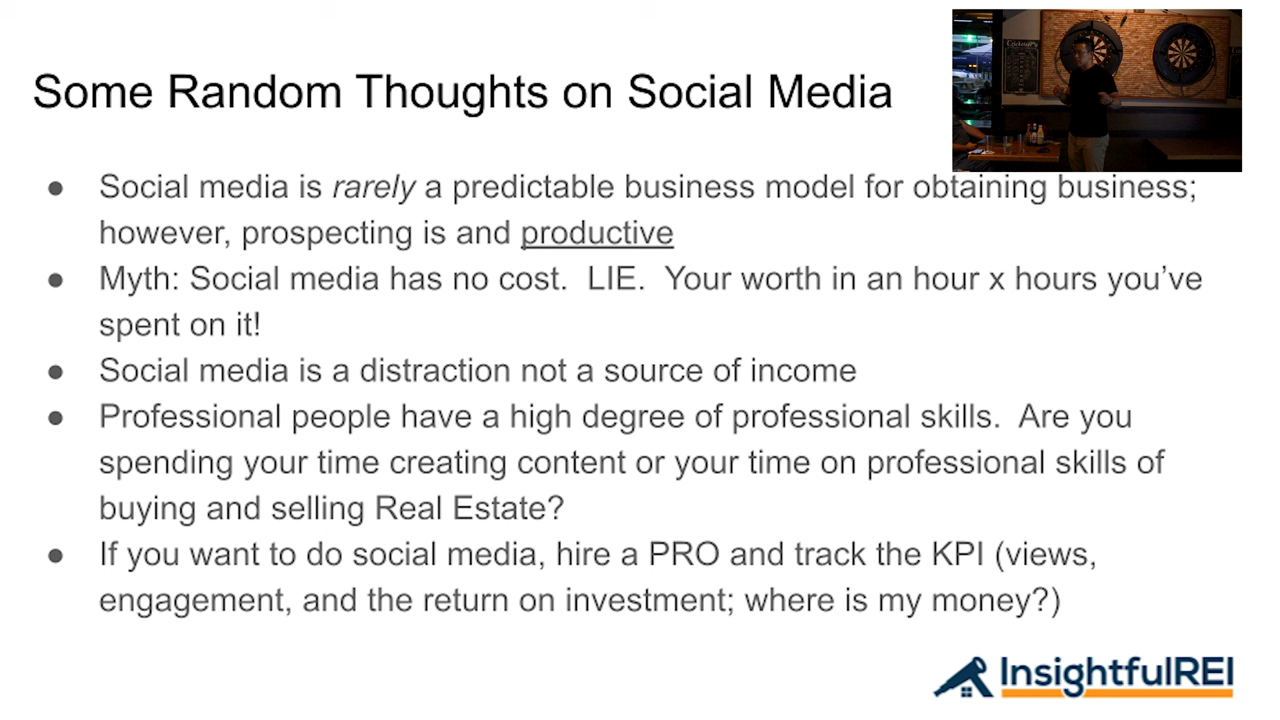 Some Random Thoughts on Social Media
● Social media is rarely a predictable business model for obtaining business;
however, prospecting is and productive
● Myth: Social media has no cost.  LIE.  Your worth in an hour x hours you’ve
spent on it!
● Social media is a distraction not a source of income
● Professional people have a high degree of professional skills.  Are you
spending your time creating content or your time on professional skills of
buying and selling Real Estate?
● If you want to do social media, hire a PRO and track the KPI (views,
engagement, and the return on investment; where is my money?)
InsightfulREI